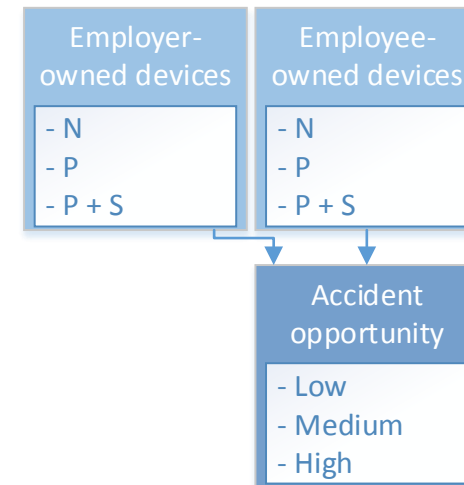 Employer-
owned devices
- N
- P
- P + S
Employee-
owned devices
- N
- P
- P + S
Accident
opportunity
- Low
- Medium
- High